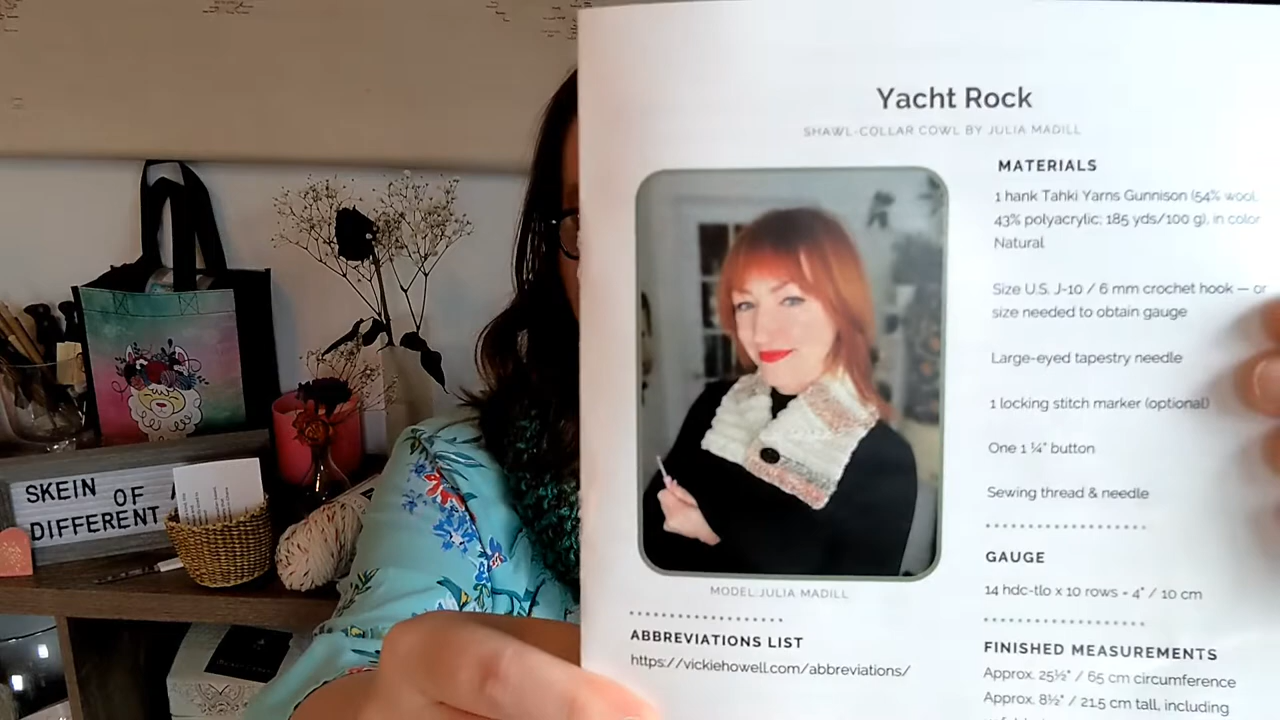 Yacht Rock
SHAWL-COLLAR COWL BY JULIA MADILL
MATERIALS
1 hank Tahki Yarns Gunnison (54% wool,
43% polyacrylic; 185 yds/100 g), in color
Natural
Size U.S. J-10 / 6 mm crochet hook — or
size needed to obtain gauge
Large-eyed tapestry needle
1 locking stitch marker (optional)
One 1 ¼" button
Sewing thread & needle
GAUGE
14 hdc-tlo x 10 rows = 4" / 10 cm
FINISHED MEASUREMENTS
Approx. 25½" / 65 cm circumference
Approx. 8½" / 21.5 cm tall, including
MODEL: JULIA MADILL
ABBREVIATIONS LIST
https://vickiehowell.com/abbreviations/
SKEIN OF
DIFFERENT